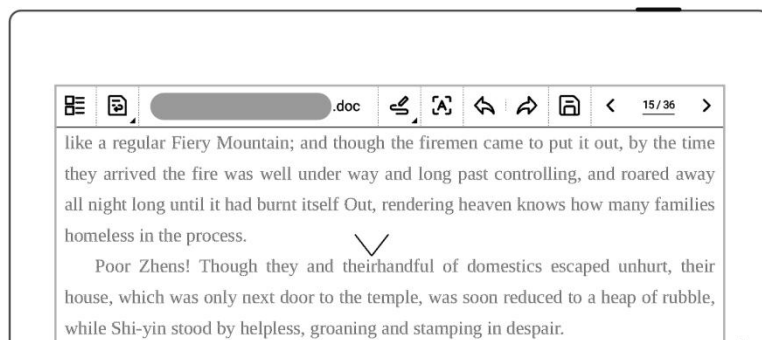 .doc
15/36
like a regular Fiery Mountain; and though the firemen came to put it out, by the time
they arrived the fire was well under way and long past controlling, and roared away
all night long until it had burnt itself Out, rendering heaven knows how many families
homeless in the process.
Poor Zhens! Though they and theirhandful of domestics escaped unhurt, their
house, which was only next door to the temple, was soon reduced to a heap of rubble,
while Shi-yin stood by helpless, groaning and stamping in despair.